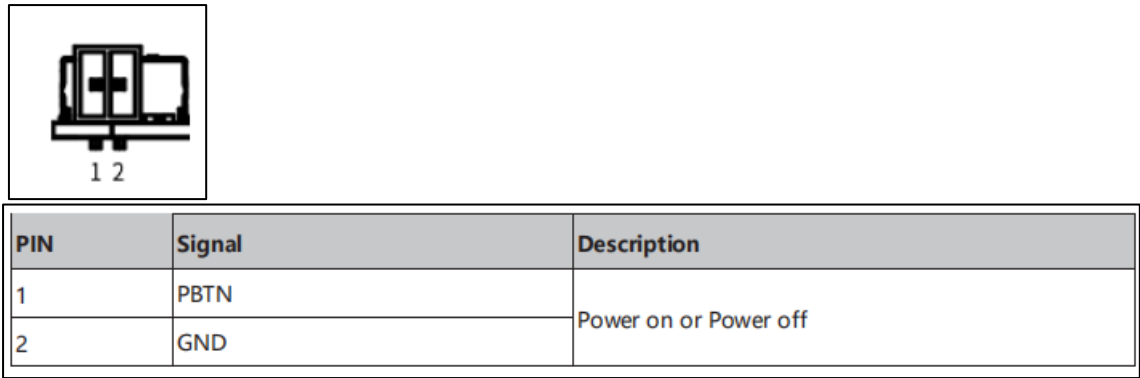 1 2
PIN Signal Description
1 PBTN Power on or Power off
2 GND